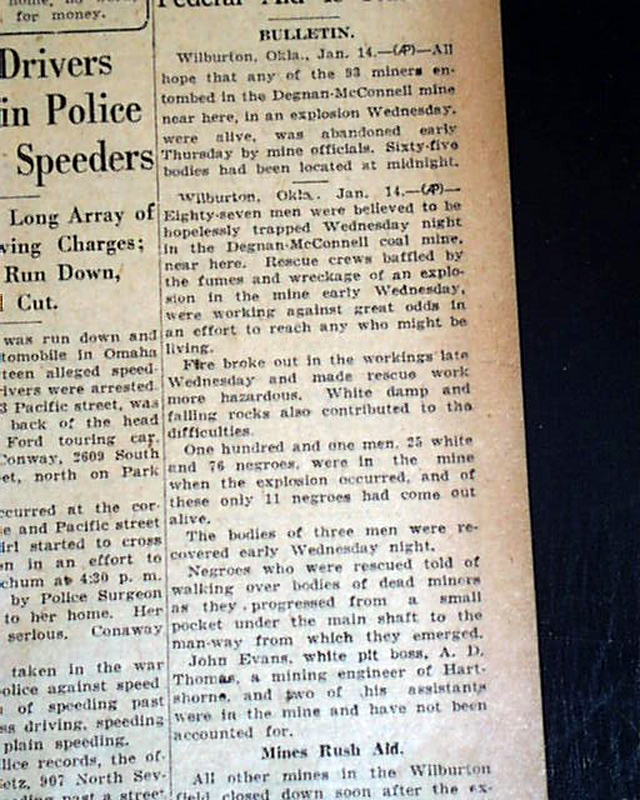 for money.
Drivers
in Police
Speeders
Long Array of
ving Charges;
Run Down,
Cut.
was run down and
tomobile in Omaha
teen alleged speed-
rivers were arrested.
3 Pacific street, was
back of the head
Ford touring car.
Conway, 2609 South
et, north on Park
ccurred at the cor-
e and Pacific street
irl started to cross
en in an effort to
chum at 4:30 p. m.
by Police Surgeon
to her home. Her
serious. Conaway
taken in the war
police against speed
of speeding past
ss driving, speeding
plain speeding.
lice records, the of-
etz, 907 North Sev-
past a street
BULLETIN.
Wilburton, Okla., Jan. 14.—(AP)—All
hope that any of the 93 miners en-
tombed in the Degnan-McConnell mine
near here, in an explosion Wednesday,
were alive, was abandoned early
Thursday by mine officials. Sixty-five
bodies had been located at midnight.
Wilburton, Okla. Jan. 14.—(AP)—
Eighty-seven men were believed to be
hopelessly trapped Wednesday night
in the Degnan-McConnell coal mine,
near here. Rescue crews baffled by
the fumes and wreckage of an explo-
sion in the mine early Wednesday,
were working against great odds in
an effort to reach any who might be
living.
Fire broke out in the workings late
Wednesday and made rescue work
more hazardous. White damp and
falling rocks also contributed to the
difficulties.
One hundred and one men, 25 white
and 76 negroes, were in the mine
when the explosion occurred, and of
these only 11 negroes had come out
alive.
The bodies of three men were re-
covered early Wednesday night.
Negroes who were rescued told of
walking over bodies of dead miners
as they progressed from a small
pocket under the main shaft to the
man-way from which they emerged.
John Evans, white pit boss, A. D.
Thomas, a mining engineer of Hart-
shorne, and two of his assistants
were in the mine and have not been
accounted for.
Mines Rush Aid.
All other mines in the Wilburton
field closed down soon after the ex-